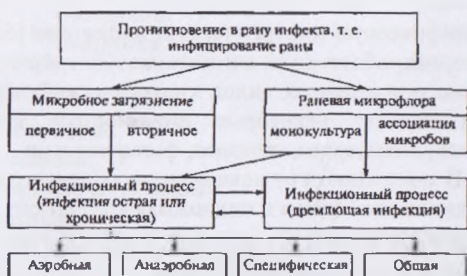 Проникновение в рану инфекта, т. е.
инфицирование раны
Микробное загрязнение
первичное
вторичное
Раневая микрофлора
монокультура
ассоциация
микробов
Инфекционный процесс
(инфекция острая или
хроническая)
Инфекционный процесс
(дремлющая инфекция)
Аэробная
Анаэробная
Специфическая
Общая